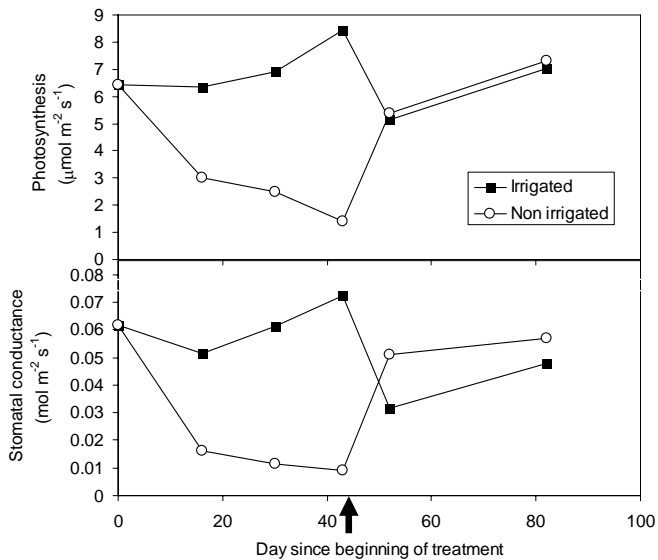 9
8
7
6
5
4
3
2
1
0
Photosynthesis
(μmol m⁻² s⁻¹)
Irrigated
Non irrigated
0.08
0.07
0.06
0.05
0.04
0.03
0.02
0.01
0
Stomatal conductance
(mol m⁻² s⁻¹)
0 20 40 60 80 100
Day since beginning of treatment